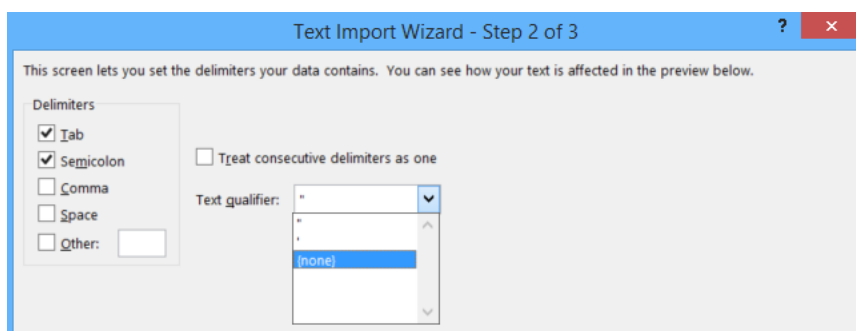 Text Import Wizard - Step 2 of 3
?
This screen lets you set the delimiters your data contains. You can see how your text is affected in the preview below.
Delimiters
Tab
Semicolon
Comma
Space
Other:
Treat consecutive delimiters as one
Text qualifier: "
"
'
{none}